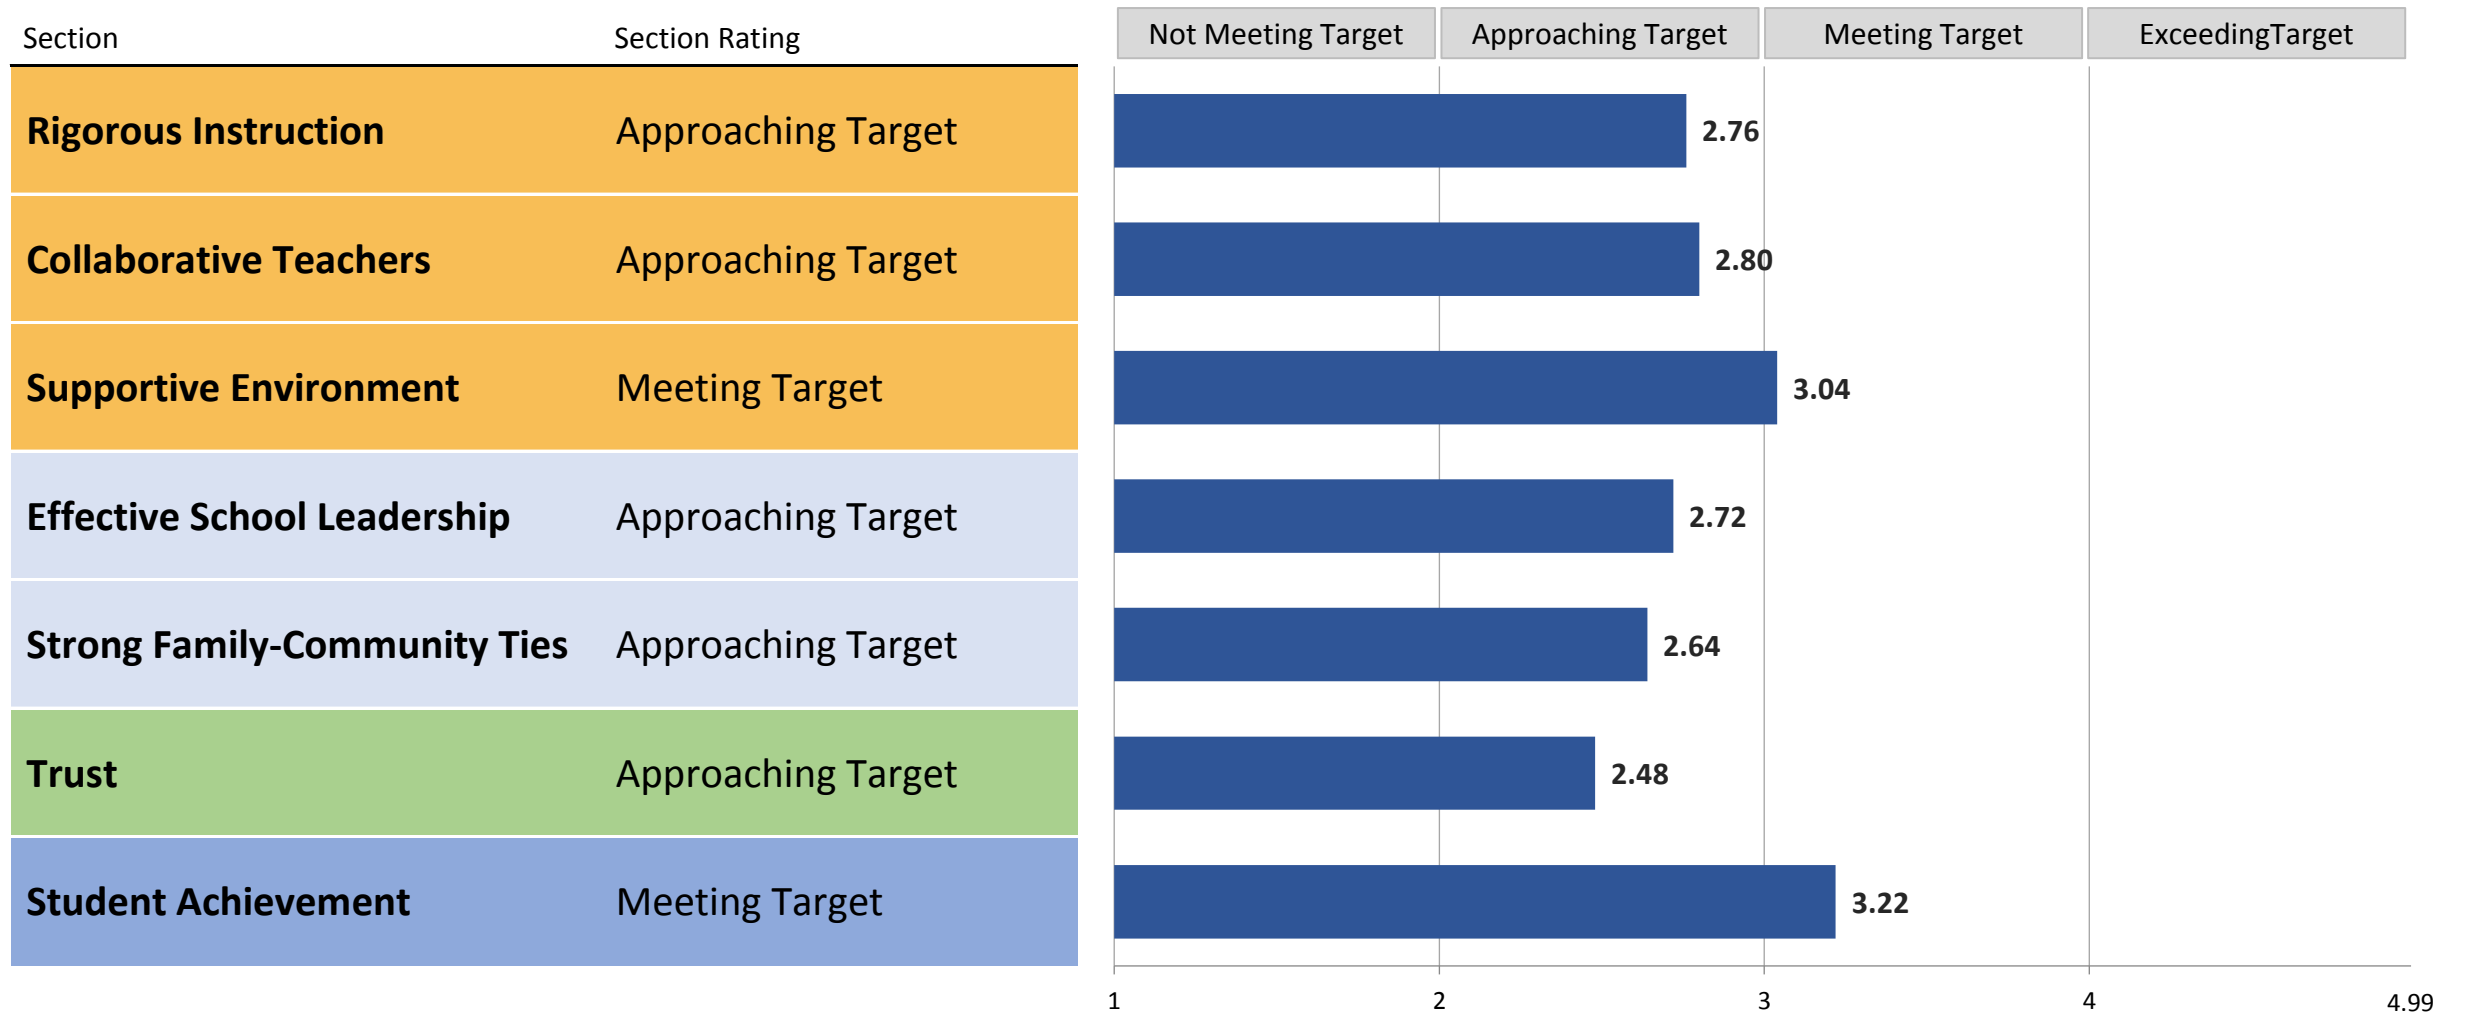 Section Section Rating Not Meeting Target Approaching Target Meeting Target ExceedingTarget
Rigorous Instruction Approaching Target 2.76
Collaborative Teachers Approaching Target 2.80
Supportive Environment Meeting Target 3.04
Effective School Leadership Approaching Target 2.72
Strong Family-Community Ties Approaching Target 2.64
Trust Approaching Target 2.48
Student Achievement Meeting Target 3.22
1 2 3 4 4.99